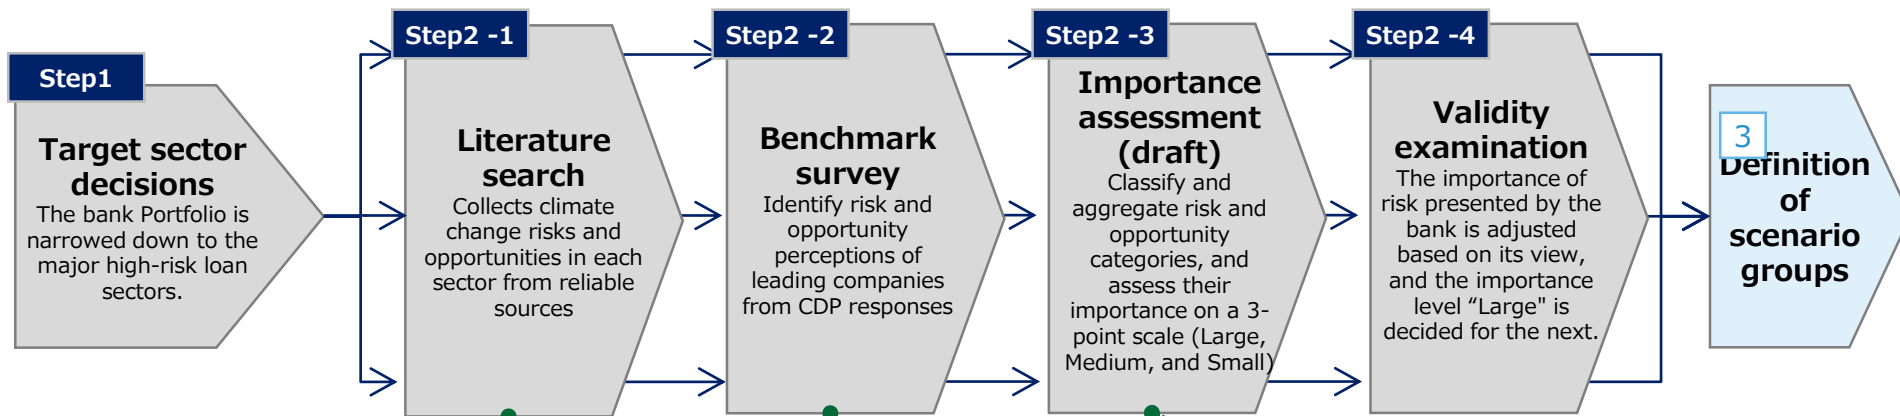 Step1
Target sector
decisions
The bank Portfolio is
narrowed down to the
major high-risk loan
sectors.
Step2 -1
Literature
search
Collects climate
change risks and
opportunities in each
sector from reliable
sources
Step2 -2
Benchmark
survey
Identify risk and
opportunity
perceptions of
leading companies
from CDP responses
Step2 -3
Importance
assessment
(draft)
Classify and
aggregate risk and
opportunity
categories, and
assess their
importance on a 3-
point scale (Large,
Medium, and Small)
Step2 -4
Validity
examination
The importance of
risk presented by the
bank is adjusted
based on its view,
and the importance
level “Large" is
decided for the next.
3
Definition
of
scenario
groups